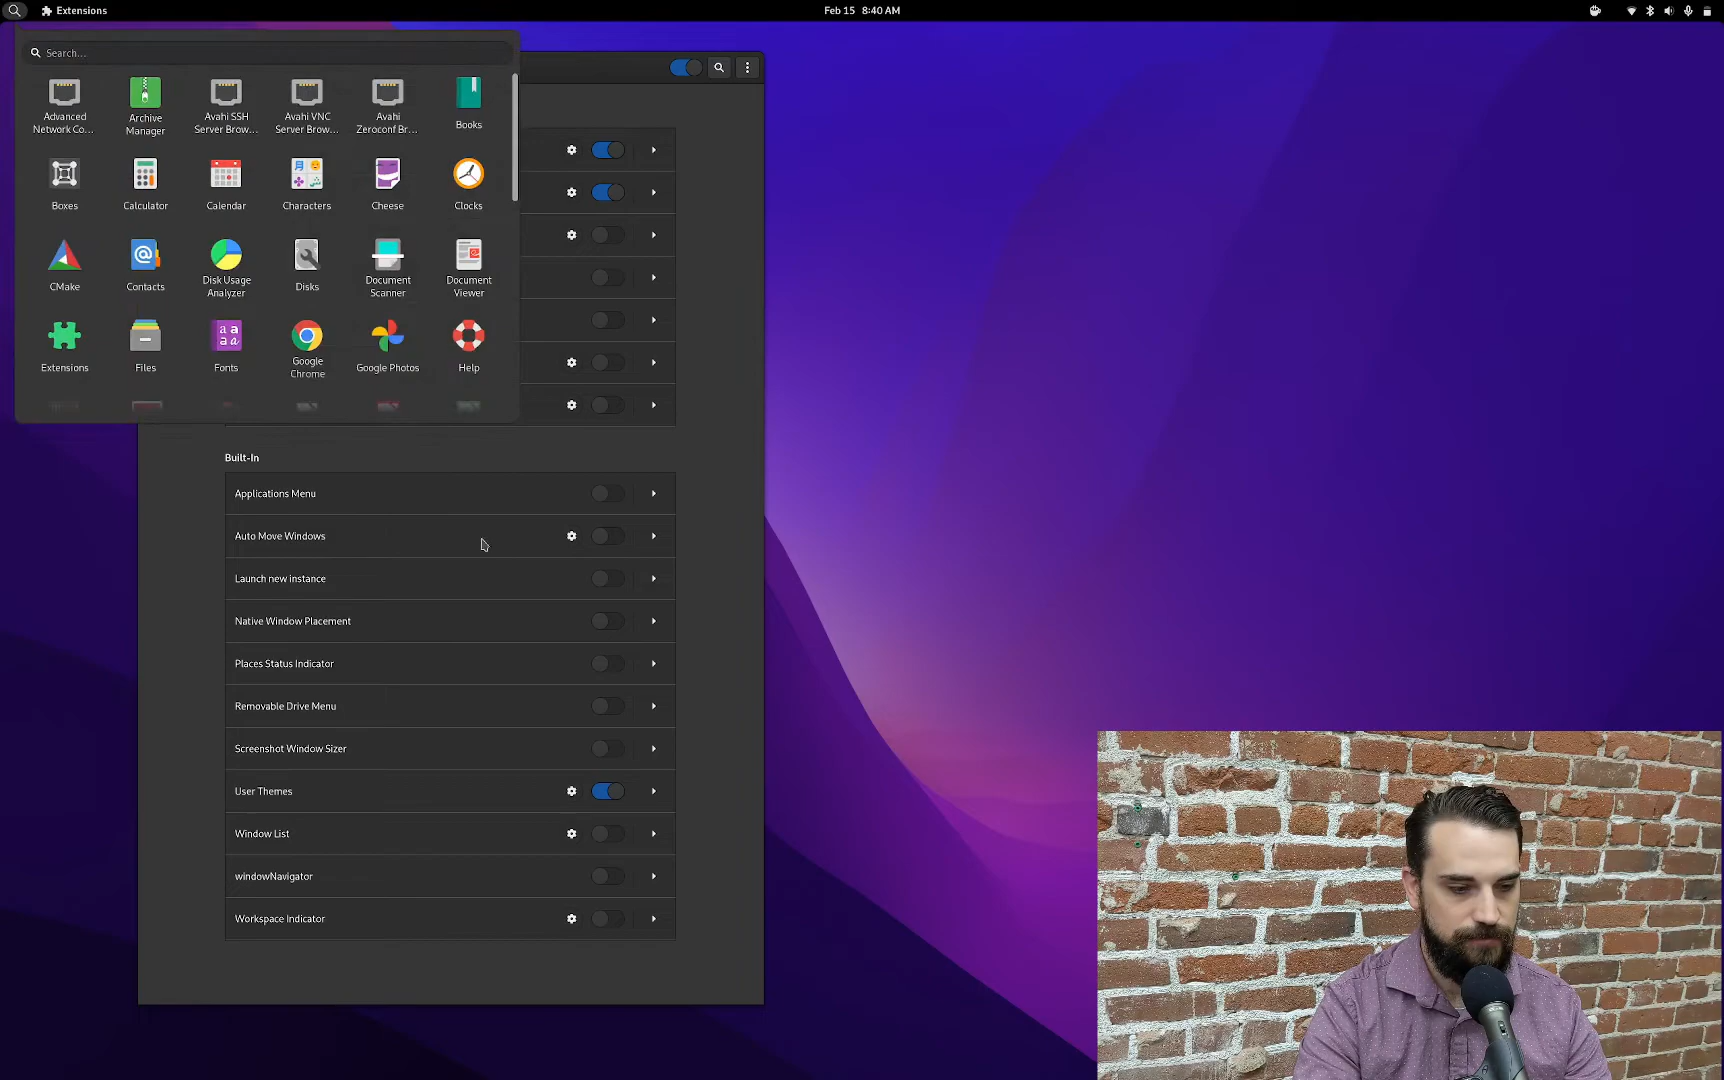 Extensions
Feb 15 8:40 AM
Search...
Advanced
Network Co...
Archive
Manager
Avahi SSH
Server Brow...
Avahi VNC
Server Brow...
Avahi
Zeroconf Br...
Books
Boxes
Calculator
Calendar
Characters
Cheese
Clocks
CMake
Contacts
Disk Usage
Analyzer
Disks
Document
Scanner
Document
Viewer
Extensions
Files
Fonts
Google
Chrome
Google Photos
Help
Built-In
Applications Menu
Auto Move Windows
Launch new instance
Native Window Placement
Places Status Indicator
Removable Drive Menu
Screenshot Window Sizer
User Themes
Window List
windowNavigator
Workspace Indicator